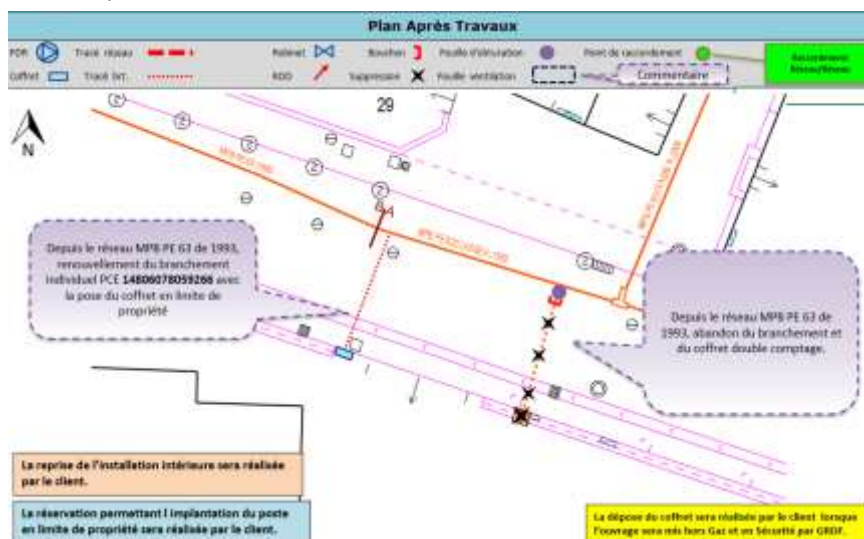 Plan Après Travaux
PDR
Tracé réseau
Robinet
Bouchon
Fouille d'obturation
Point de raccordement
Coffret
Tracé brt.
RDD
Suppression
Fouille ventilation
Commentaire
Raccordement
Réseau/Réseau
29
N
Depuis le réseau MPB PE 63 de 1993,
renouvellement du branchement
individuel PCE 14806078059266 avec
la pose du coffret en limite de
propriété
Depuis le réseau MPB PE 63 de
1993, abandon du branchement et
du coffret double comptage.
La reprise de l'installation intérieure sera réalisée
par le client.
La réservation permettant l implantation du poste
en limite de propriété sera réalisée par le client.
La dépose du coffret sera réalisée par le client lorsque
l'ouvrage sera mis hors Gaz et en Sécurité par GRDF.